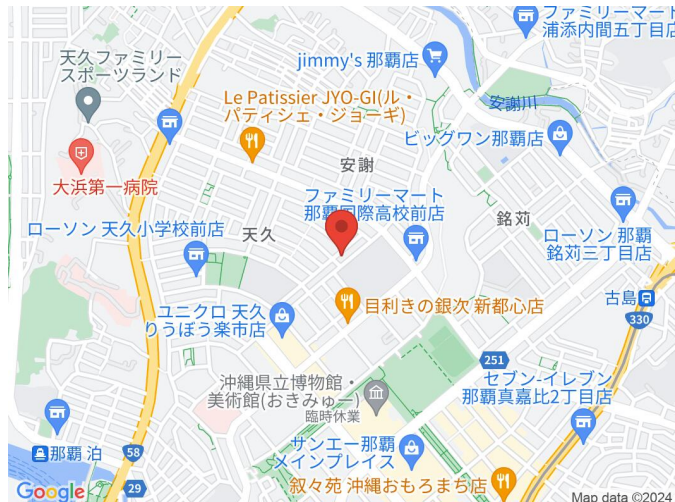 ファミリーマート
浦添内間五丁目店
天久ファミリー
スポーツランド
jimmy's 那覇店
安謝川
Le Patissier JYO-GI(ル・
パティシェ・ジョーギ)
ビッグワン那覇店
安謝
大浜第一病院
ファミリーマート
那覇国際高校前店
銘苅
ローソン 天久小学校前店
天久
ローソン 那覇
銘苅三丁目店
古島
330
ユニクロ 天久
りうぼう楽市店
目利きの銀次 新都心店
251
沖縄県立博物館・
美術館(おきみゅー)
臨時休業
セブン-イレブン
那覇真嘉比2丁目店
那覇 泊
58
サンエー那覇
メインプレイス
29
叙々苑 沖縄おもろまち店
Google
Map data ©2024